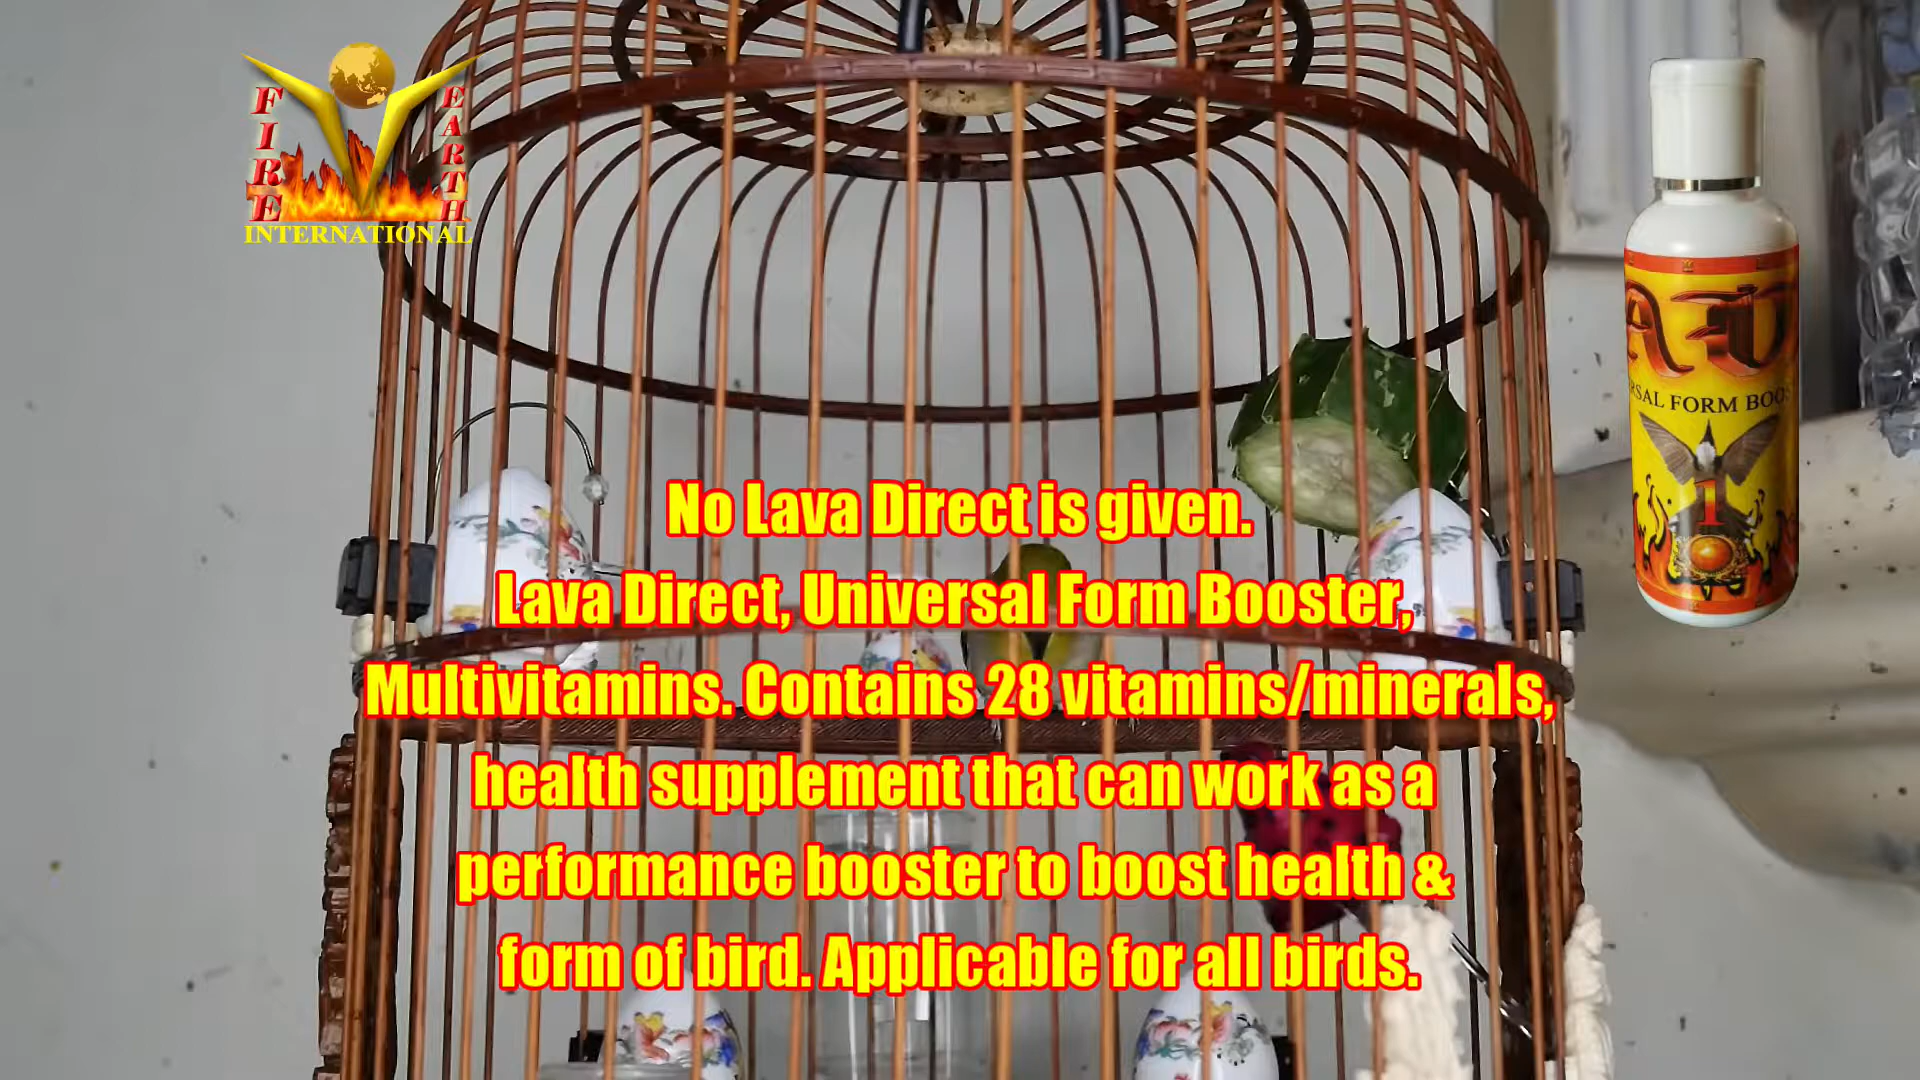 FIRE
EARTH
INTERNATIONAL
RSAL FORM BOOS
1
No Lava Direct is given.
Lava Direct, Universal Form Booster,
Multivitamins. Contains 28 vitamins/minerals,
health supplement that can work as a
performance booster to boost health &
form of bird. Applicable for all birds.